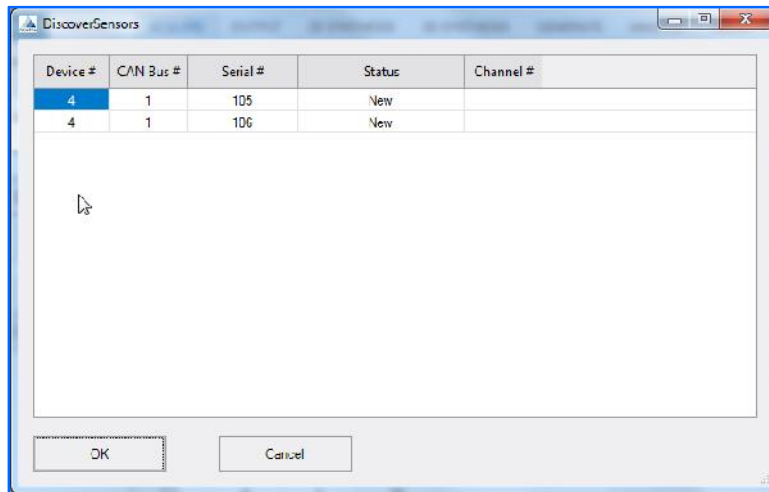 DiscoverSensors
Device # CAN Bus # Serial # Status Channel #
4 1 105 New
4 1 106 New
OK Cancel